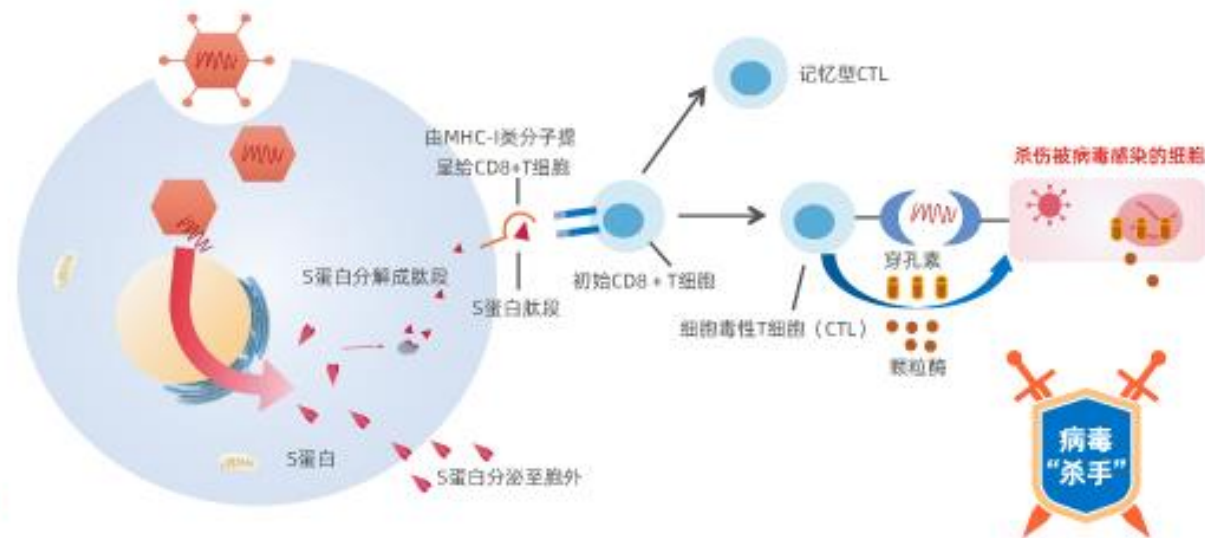 记忆型CTL
由MHC-I类分子提
呈给CD8+T细胞
杀伤被病毒感染的细胞
S蛋白分解成肽段
S蛋白肽段
初始CD8+T细胞
穿孔素
细胞毒性T细胞（CTL）
颗粒酶
S蛋白
S蛋白分泌至胞外
病毒
“杀手”